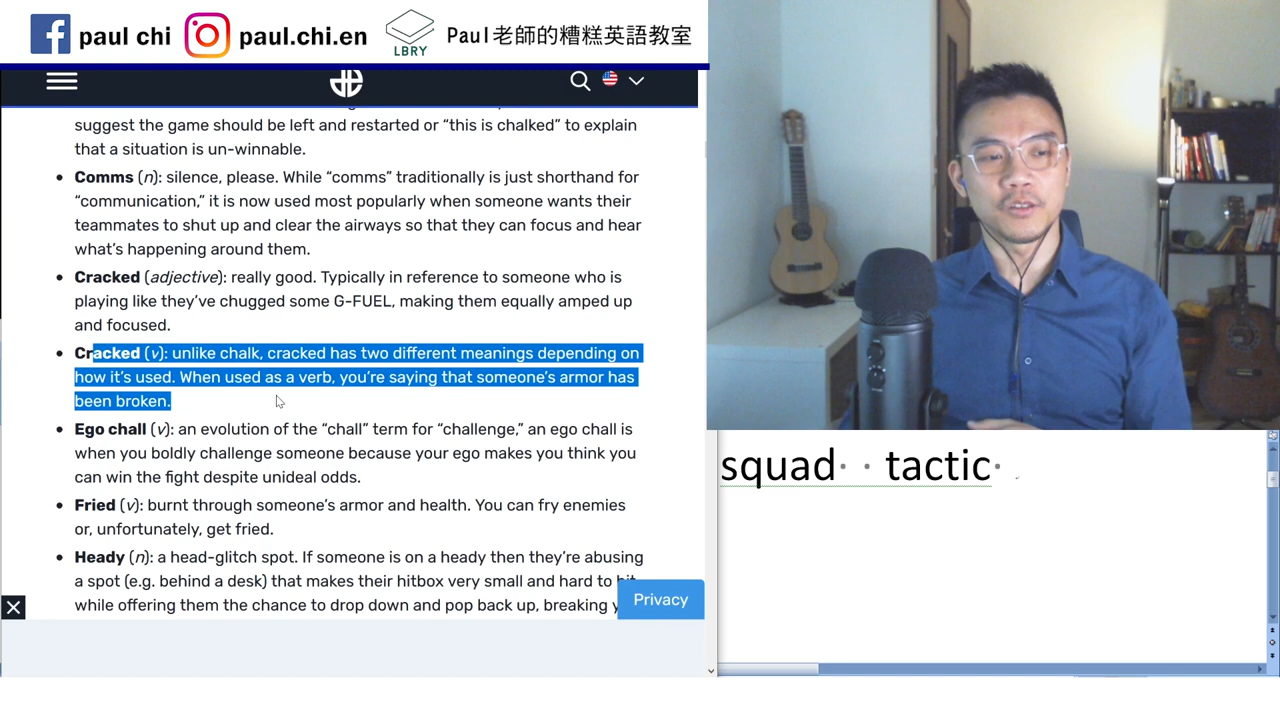 paul chi paul.chi.en LBRY Paul老師的糟糕英語教室
suggest the game should be left and restarted or “this is chalked” to explain
that a situation is un-winnable.
Comms (n): silence, please. While “comms” traditionally is just shorthand for
“communication,” it is now used most popularly when someone wants their
teammates to shut up and clear the airways so that they can focus and hear
what’s happening around them.
Cracked (adjective): really good. Typically in reference to someone who is
playing like they’ve chugged some G-FUEL, making them equally amped up
and focused.
Cracked (v): unlike chalk, cracked has two different meanings depending on
how it’s used. When used as a verb, you’re saying that someone’s armor has
been broken.
Ego chall (v): an evolution of the “chall” term for “challenge,” an ego chall is
when you boldly challenge someone because your ego makes you think you
can win the fight despite unideal odds.
Fried (v): burnt through someone’s armor and health. You can fry enemies
or, unfortunately, get fried.
Heady (n): a head-glitch spot. If someone is on a heady then they’re abusing
a spot (e.g. behind a desk) that makes their hitbox very small and hard to hit
while offering them the chance to drop down and pop back up, breaking
Privacy
squad tactic